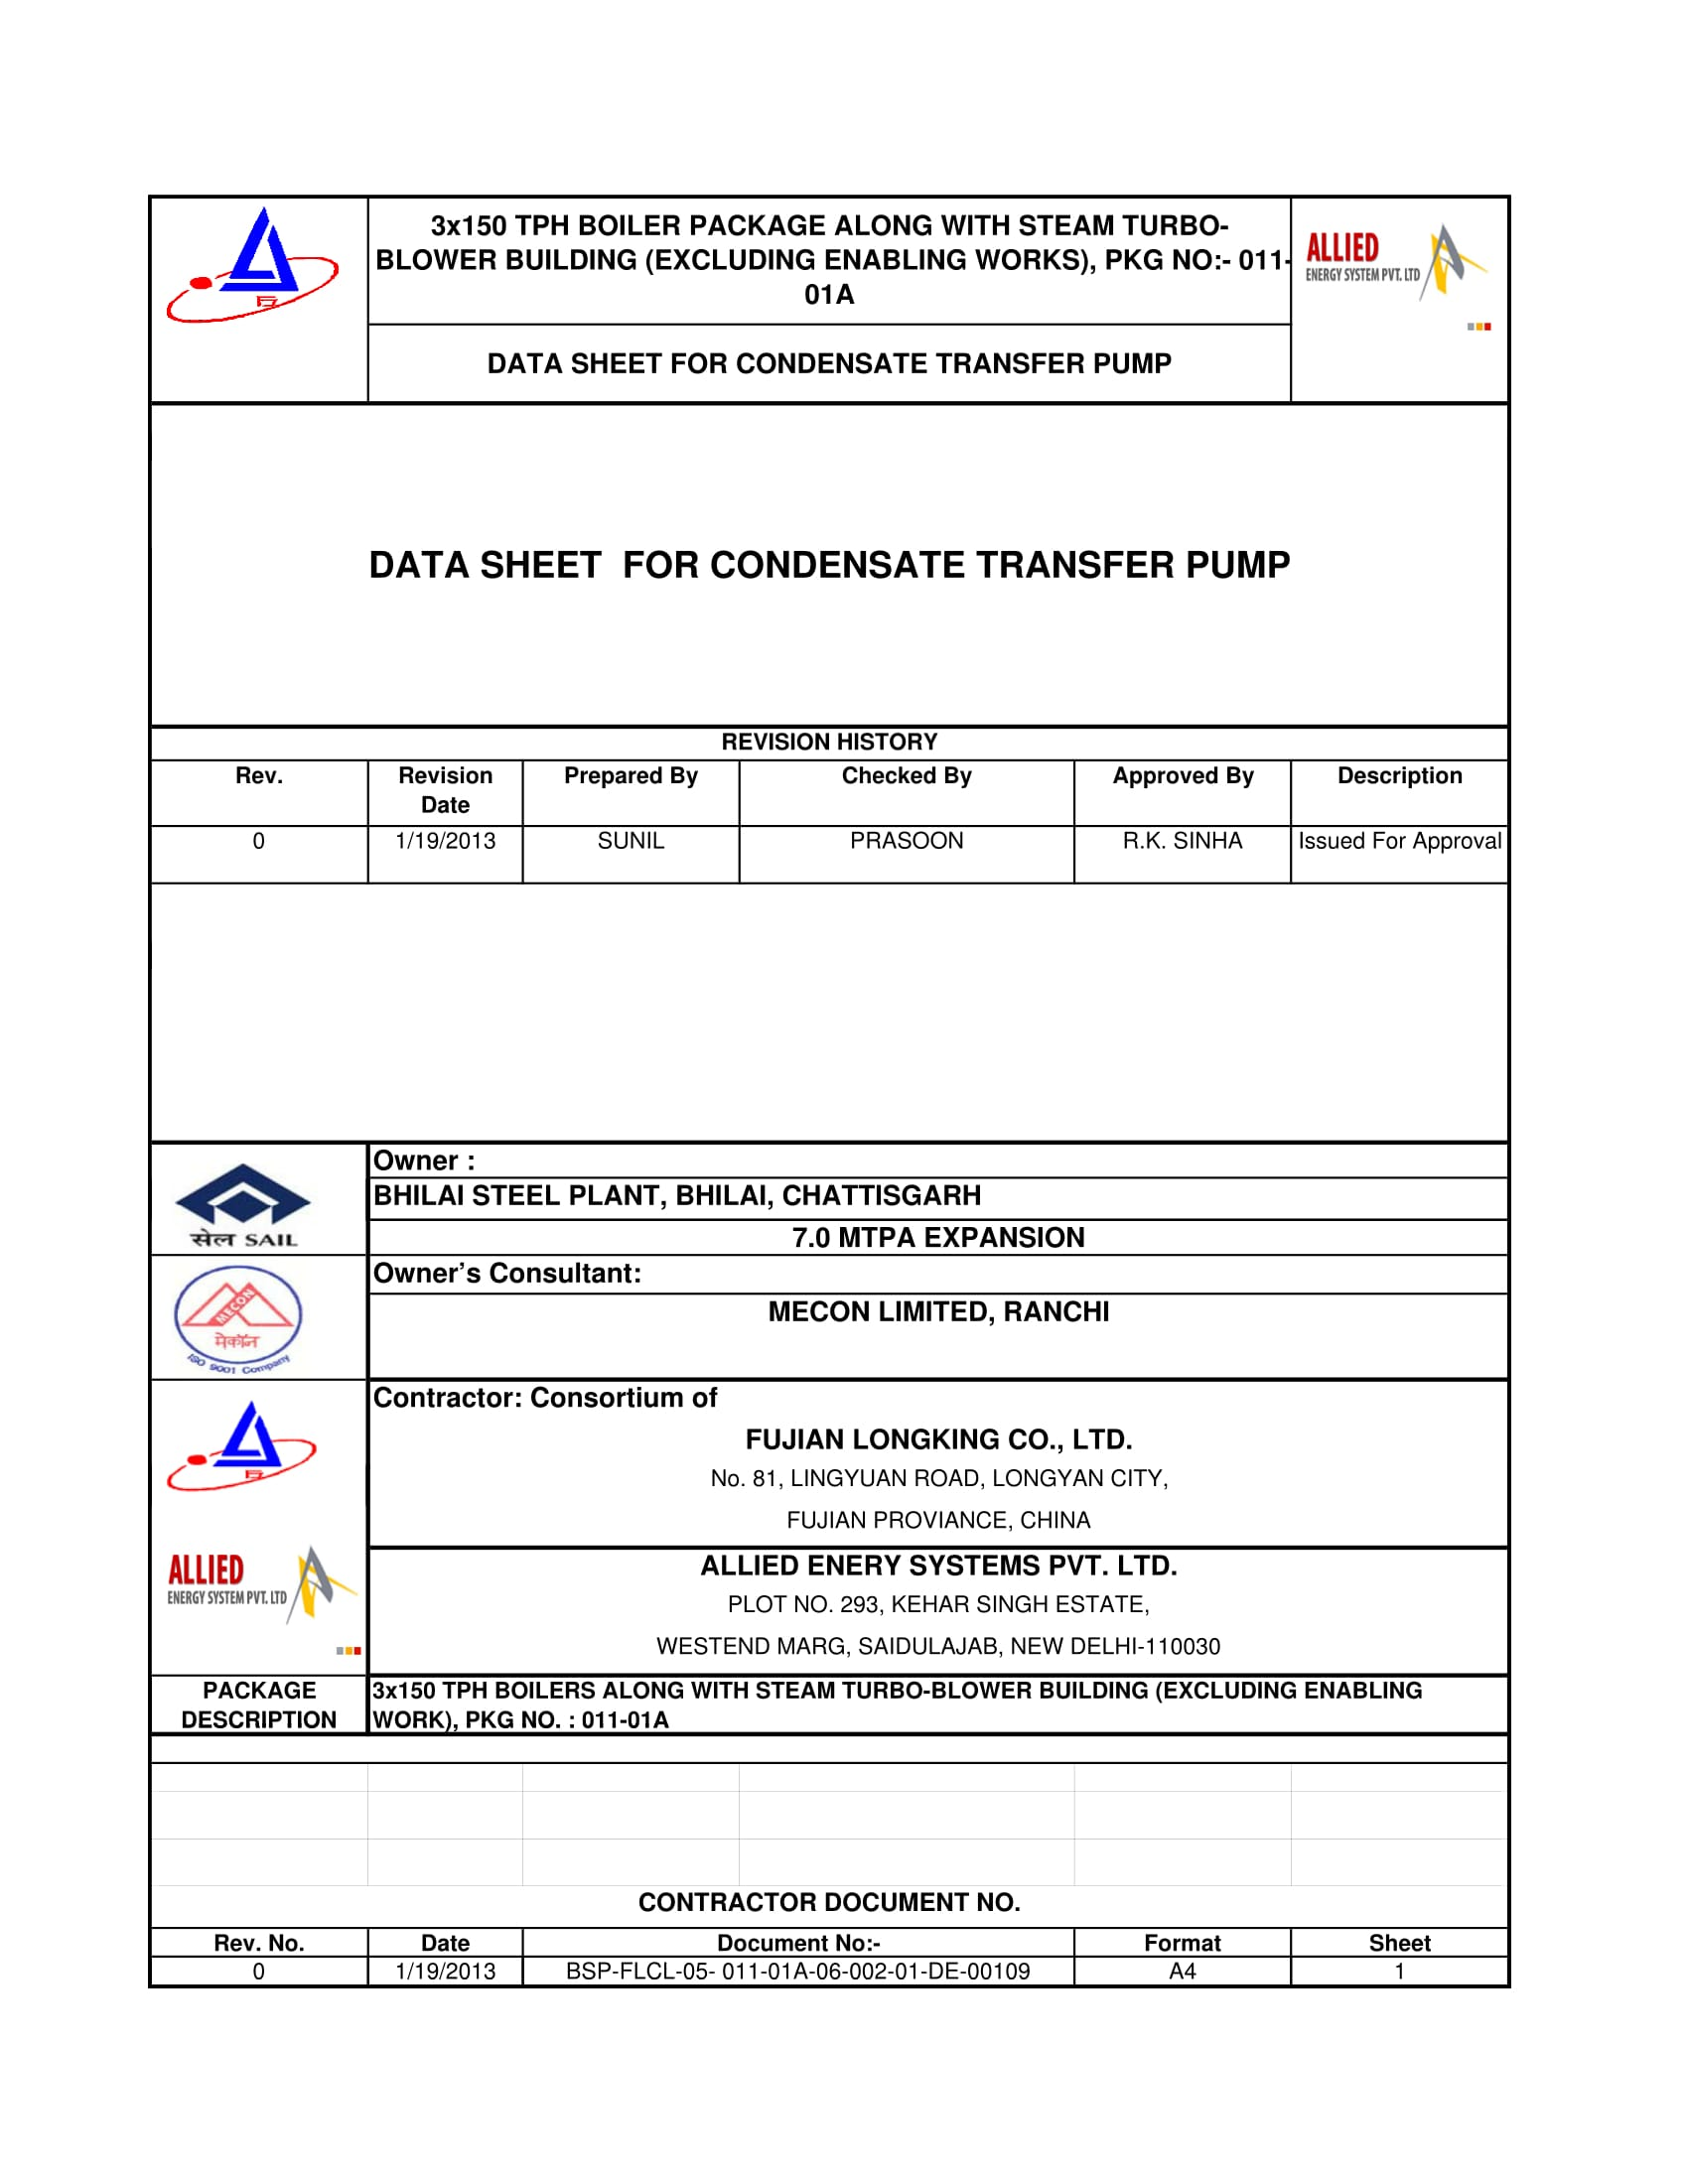 3x150 TPH BOILER PACKAGE ALONG WITH STEAM TURBO-
BLOWER BUILDING (EXCLUDING ENABLING WORKS), PKG NO:- 011-
01A
ALLIED
ENERGY SYSTEM PVT. LTD
DATA SHEET FOR CONDENSATE TRANSFER PUMP
DATA SHEET FOR CONDENSATE TRANSFER PUMP
REVISION HISTORY
Rev. Revision Date Prepared By Checked By Approved By Description
0 1/19/2013 SUNIL PRASOON R.K. SINHA Issued For Approval
सेल SAIL
Owner :
BHILAI STEEL PLANT, BHILAI, CHATTISGARH
7.0 MTPA EXPANSION
MECON
मेकॉन
ISO 9001 Company
Owner’s Consultant:
MECON LIMITED, RANCHI
Contractor: Consortium of
FUJIAN LONGKING CO., LTD.
No. 81, LINGYUAN ROAD, LONGYAN CITY,
FUJIAN PROVIANCE, CHINA
ALLIED
ENERGY SYSTEM PVT. LTD
ALLIED ENERY SYSTEMS PVT. LTD.
PLOT NO. 293, KEHAR SINGH ESTATE,
WESTEND MARG, SAIDULAJAB, NEW DELHI-110030
PACKAGE
DESCRIPTION
3x150 TPH BOILERS ALONG WITH STEAM TURBO-BLOWER BUILDING (EXCLUDING ENABLING
WORK), PKG NO. : 011-01A
CONTRACTOR DOCUMENT NO.
Rev. No. Date Document No:- Format Sheet
0 1/19/2013 BSP-FLCL-05- 011-01A-06-002-01-DE-00109 A4 1